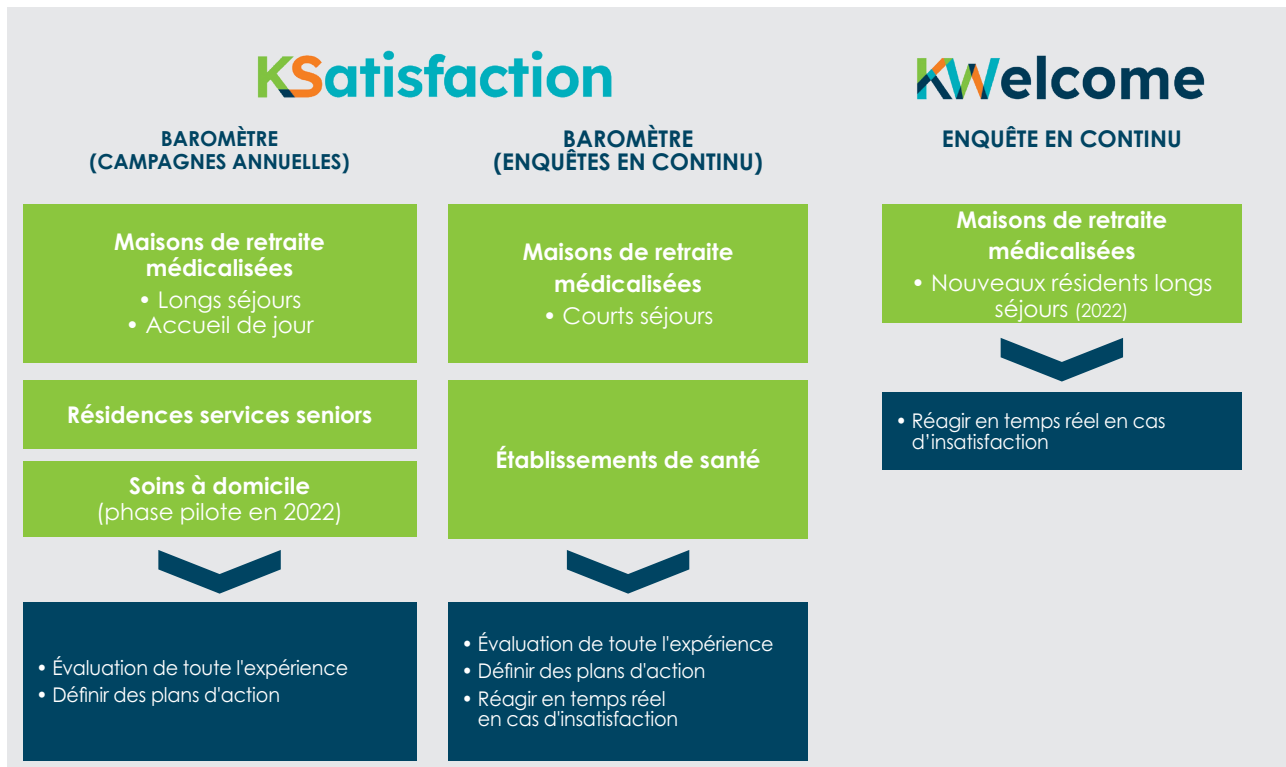 KSatisfaction
BAROMÈTRE
(CAMPAGNES ANNUELLES)
Maisons de retraite
médicalisées
• Longs séjours
• Accueil de jour
Résidences services seniors
Soins à domicile
(phase pilote en 2022)
• Évaluation de toute l'expérience
• Définir des plans d'action
BAROMÈTRE
(ENQUÊTES EN CONTINU)
Maisons de retraite
médicalisées
• Courts séjours
Établissements de santé
• Évaluation de toute l'expérience
• Définir des plans d'action
• Réagir en temps réel
en cas d'insatisfaction
KWelcome
ENQUÊTE EN CONTINU
Maisons de retraite
médicalisées
• Nouveaux résidents longs
séjours (2022)
• Réagir en temps réel en cas
d’insatisfaction